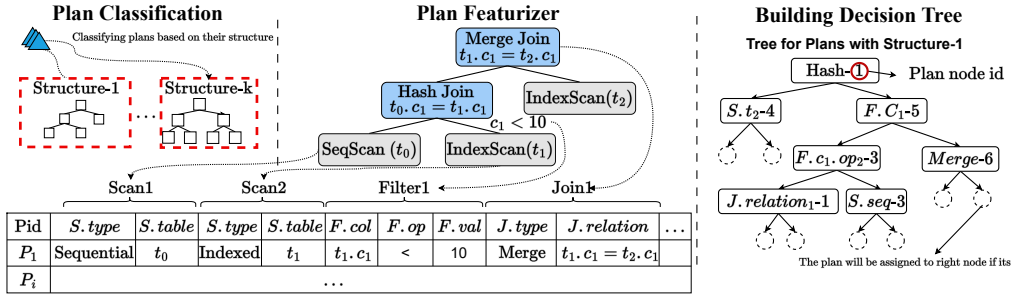 Plan Classification
Classifying plans based on their structure
Structure-1
...
Structure-k
Plan Featurizer
Merge Join
t₁.c₁ = t₂.c₁
Hash Join
t₀.c₁ = t₁.c₁
IndexScan(t₂)
c₁ < 10
SeqScan (t₀)
IndexScan(t₁)
Scan1 Scan2 Filter1 Join1
Pid S.type S.table S.type S.table F.col F.op F.val J.type J.relation ...
P₁ Sequential t₀ Indexed t₁ t₁.c₁ < 10 Merge t₁.c₁ = t₂.c₁
Pᵢ ...
Building Decision Tree
Tree for Plans with Structure-1
Hash-1
Plan node id
S.t₂-4
F.C₁-5
F.c₁.op₂-3
Merge-6
J.relation₁-1
S.seq-3
The plan will be assigned to right node if its